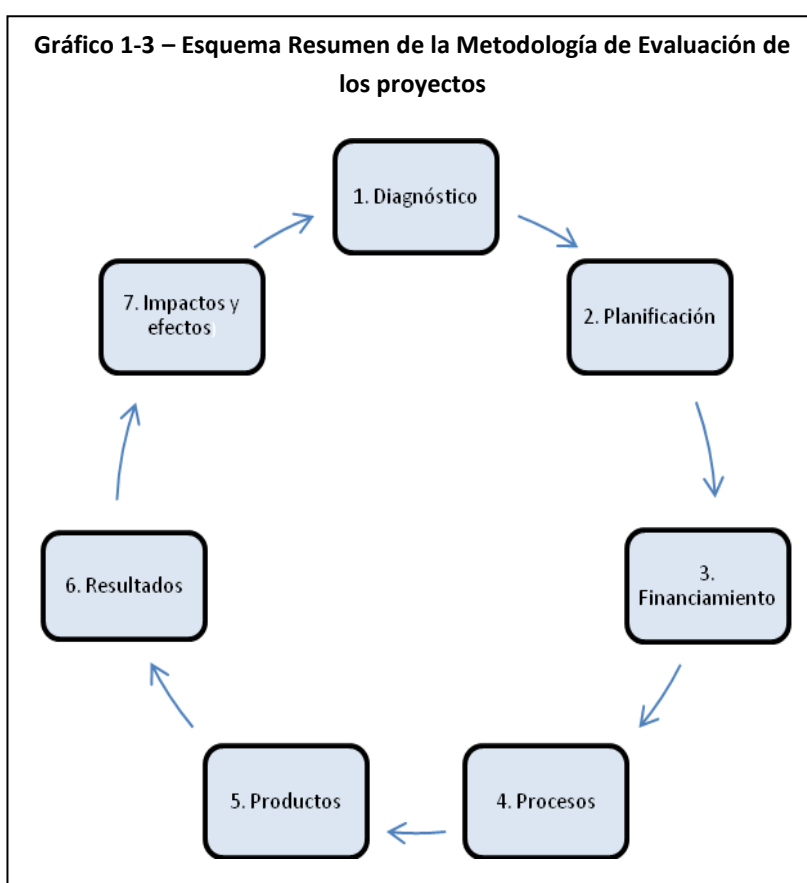 Gráfico 1-3 – Esquema Resumen de la Metodología de Evaluación de
los proyectos
1. Diagnóstico
2. Planificación
3.
Financiamiento
4. Procesos
5. Productos
6. Resultados
7. Impactos y
efectos)